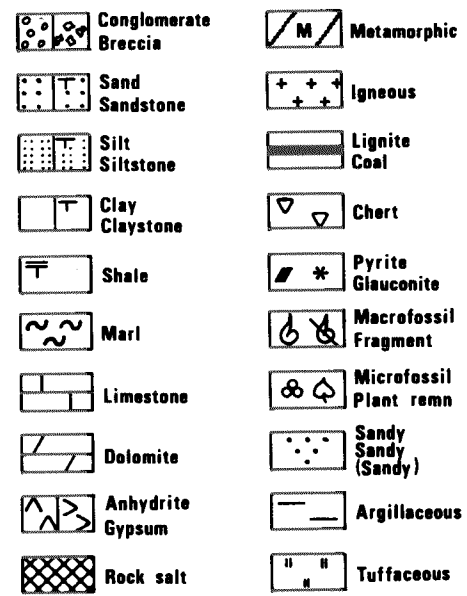 Conglomerate
Breccia
Sand
Sandstone
Silt
Siltstone
Clay
Claystone
Shale
Marl
Limestone
Dolomite
Anhydrite
Gypsum
Rock salt
M
Metamorphic
Igneous
Lignite
Coal
Chert
Pyrite
Glauconite
Macrofossil
Fragment
Microfossil
Plant remn
Sandy
Sandy
(Sandy)
Argillaceous
Tuffaceous